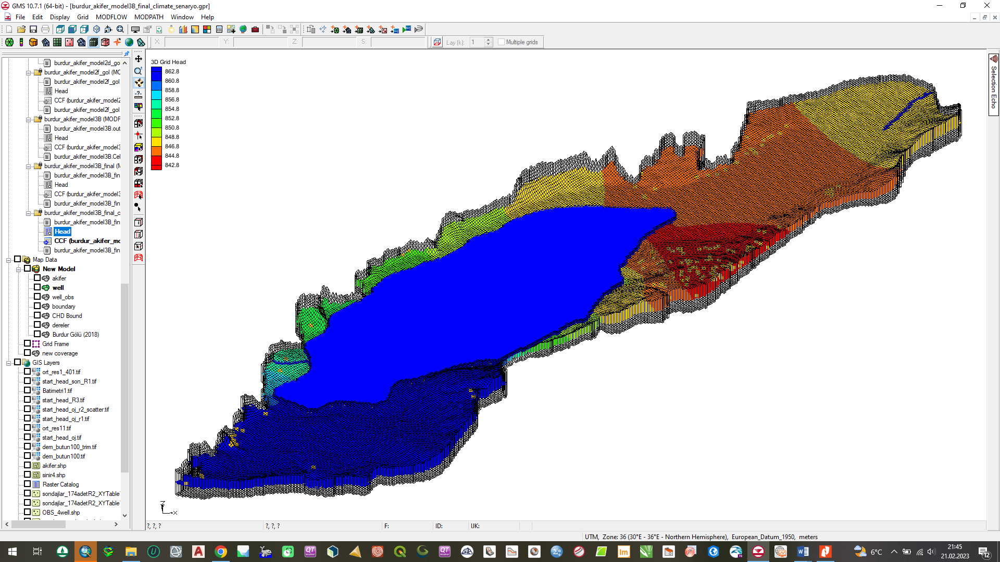 GMS 10.7.1 (64-bit) - [burdur_akifer_model3B_final_climate_senaryo.gpr]
File Edit Display Grid MODFLOW MODPATH Window Help
X: Y: Z: S: Lay (k): 1 Multiple grids
burdur_akifer_model2d_go
burdur_akifer_model2f_gol (MC
burdur_akifer_model2f_gol
Head
CCF (burdur_akifer_model2
burdur_akifer_model2f_gol
burdur_akifer_model3B (MODF
burdur_akifer_model3B.out
Head
CCF (burdur_akifer_model3
burdur_akifer_model3B.Cel
burdur_akifer_model3B_final (M
burdur_akifer_model3B_fin
Head
CCF (burdur_akifer_model3
burdur_akifer_model3B_fin
burdur_akifer_model3B_final_c
burdur_akifer_model3B_fin
Head
CCF (burdur_akifer_mo
burdur_akifer_model3B_fin
Map Data
New Model
akifer
well
well_obs
boundary
CHD Bound
dereler
Burdur Gölü (2018)
Grid Frame
new coverage
GIS Layers
ort_res1_401.tif
start_head_son_R1.tif
Batimetri1.tif
start_head_R3.tif
start_head_oj_r2_scatter.tif
start_head_oj_r1.tif
ort_res11.tif
start_head_oj.tif
dem_butun100_trim.tif
dem_butun100.tif
akifer.shp
sinir4.shp
Raster Catalog
sondajlar_174adetR2_XYTable
sondajlar_174adetR2_XYTable
OBS_4well.shp
3D Grid Head
862.8
860.8
858.8
856.8
854.8
852.8
850.8
848.8
846.8
844.8
842.8
Z
X
Selection Echo
?, ?, ? ?, ?, ? F: ID: IJK:
UTM, Zone: 36 (30°E - 36°E - Northern Hemisphere), European_Datum_1950, meters
6°C
21:45
21.02.2023
12